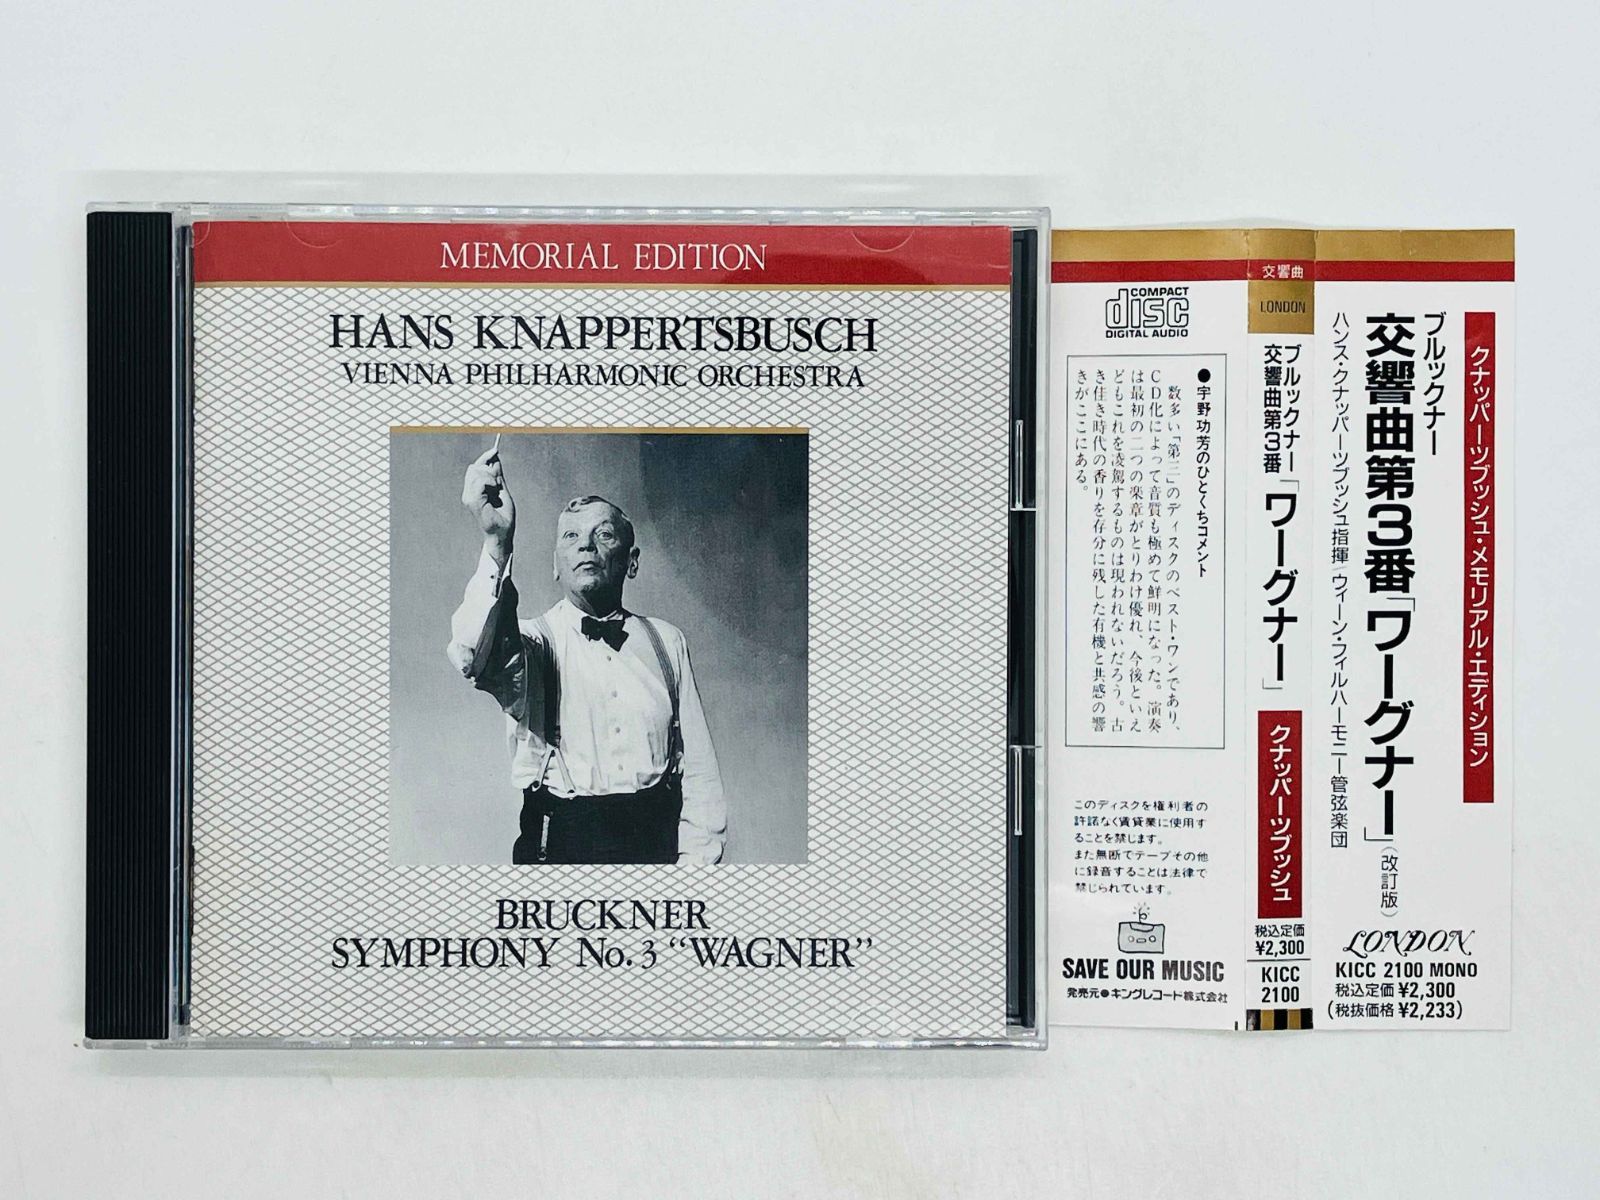 MEMORIAL EDITION
HANS KNAPPERTSBUSCH
VIENNA PHILHARMONIC ORCHESTRA
BRUCKNER
SYMPHONY No.3 “WAGNER”
COMPACT
disc
DIGITAL AUDIO
●宇野功芳のひとくちコメント
数多い「第三」のディスクのベスト・ワンであり、
CD化によって音質も極めて鮮明になった。演奏
は最初の二つの楽章がとりわけ優れ、今後といえ
どもこれを凌駕するものは現われないだろう。古
き佳き時代の香りを存分に残した有機と共感の響
きがここにある。
このディスクを権利者の
許諾なく賃貸業に使用す
ることを禁じます。
また無断でテープその他
に録音することは法律で
禁じられています。
SAVE OUR MUSIC
発売元●キングレコード株式会社
交響曲
LONDON
ブルックナー
交響曲第3番「ワーグナー」
クナッパーツブッシュ
税込定価
¥2,300
KICC
2100
クナッパーツブッシュ・メモリアル・エディション
ブルックナー
交響曲第3番「ワーグナー」(改訂版)
ハンス・クナッパーツブッシュ指揮/ウィーン・フィルハーモニー管弦楽団
LONDON
KICC 2100 MONO
税込定価¥2,300
(税抜価格¥2,233)